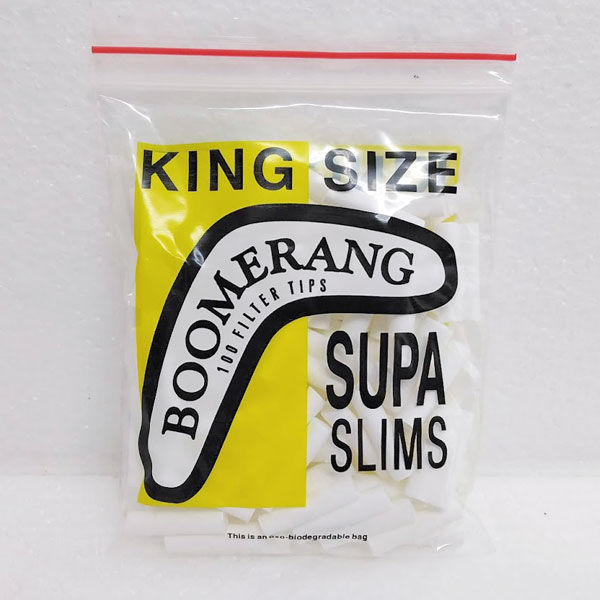 KING SIZE
BOOMERANG
100 FILTER TIPS
SUPA
SLIMS
This is an oxo-biodegradable bag